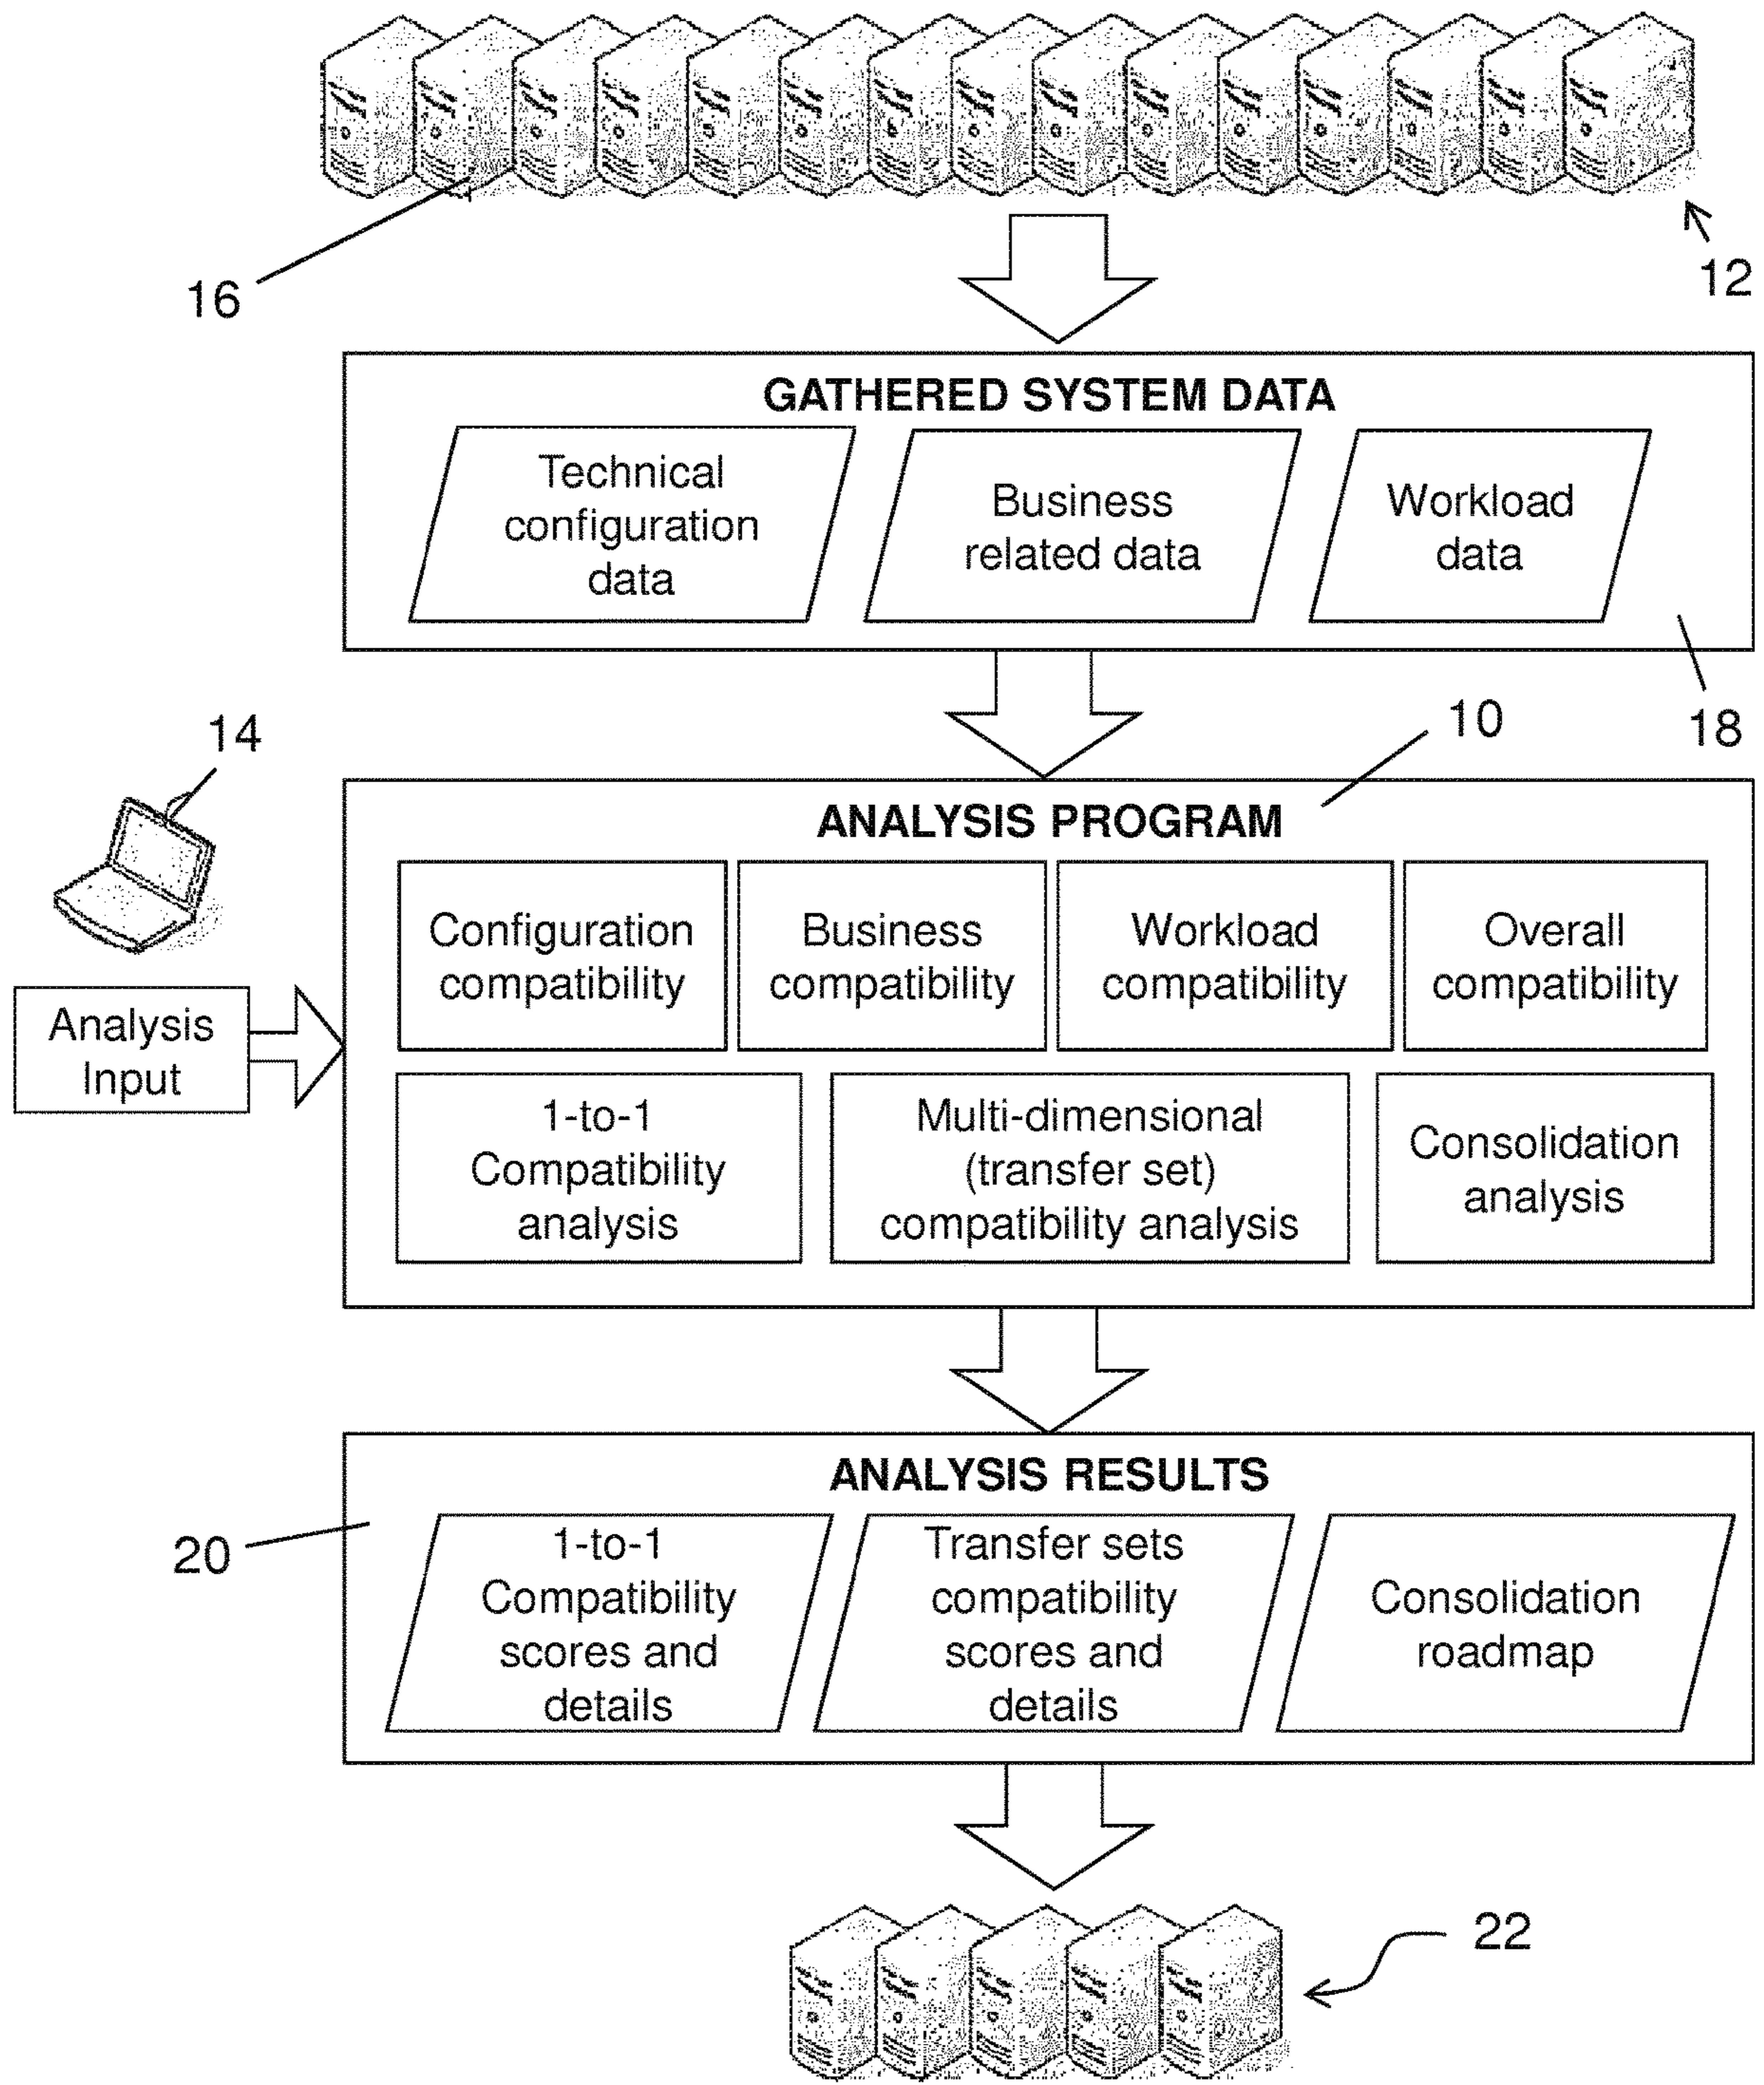 16
12
GATHERED SYSTEM DATA
Technical
configuration
data
Business
related data
Workload
data
18
10
14
ANALYSIS PROGRAM
Configuration
compatibility
Business
compatibility
Workload
compatibility
Overall
compatibility
Analysis
Input
1-to-1
Compatibility
analysis
Multi-dimensional
(transfer set)
compatibility analysis
Consolidation
analysis
ANALYSIS RESULTS
20
1-to-1
Compatibility
scores and
details
Transfer sets
compatibility
scores and
details
Consolidation
roadmap
22